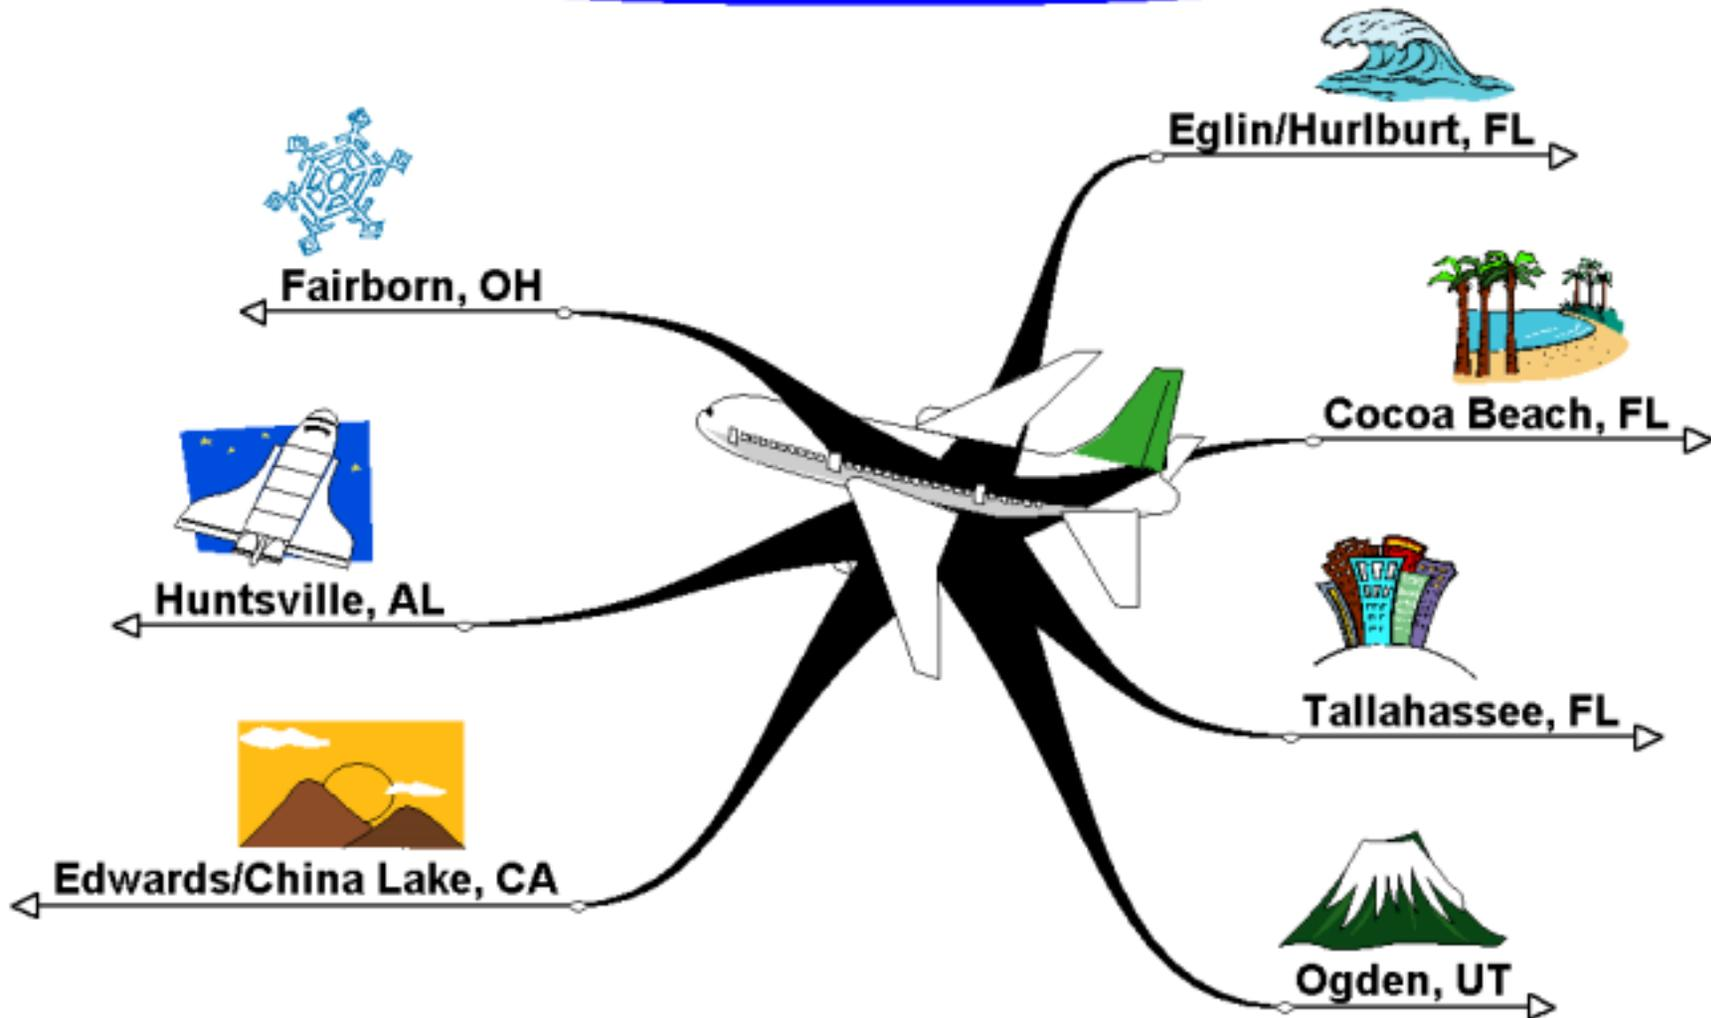 Eglin/Hurlburt, FL
Fairborn, OH
Cocoa Beach, FL
Huntsville, AL
Tallahassee, FL
Edwards/China Lake, CA
Ogden, UT